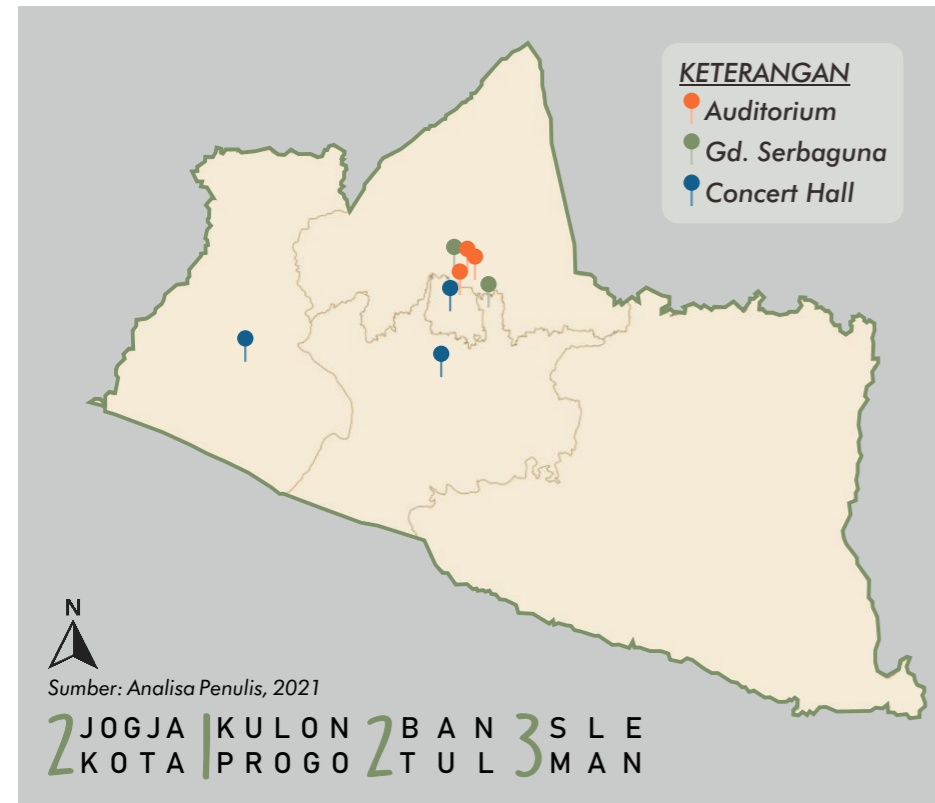 KETERANGAN
Auditorium
Gd. Serbaguna
Concert Hall
N
Sumber: Analisa Penulis, 2021
2 JOGJA KOTA
1 KULON PROGO
2 BANTUL
3 SLEMAN